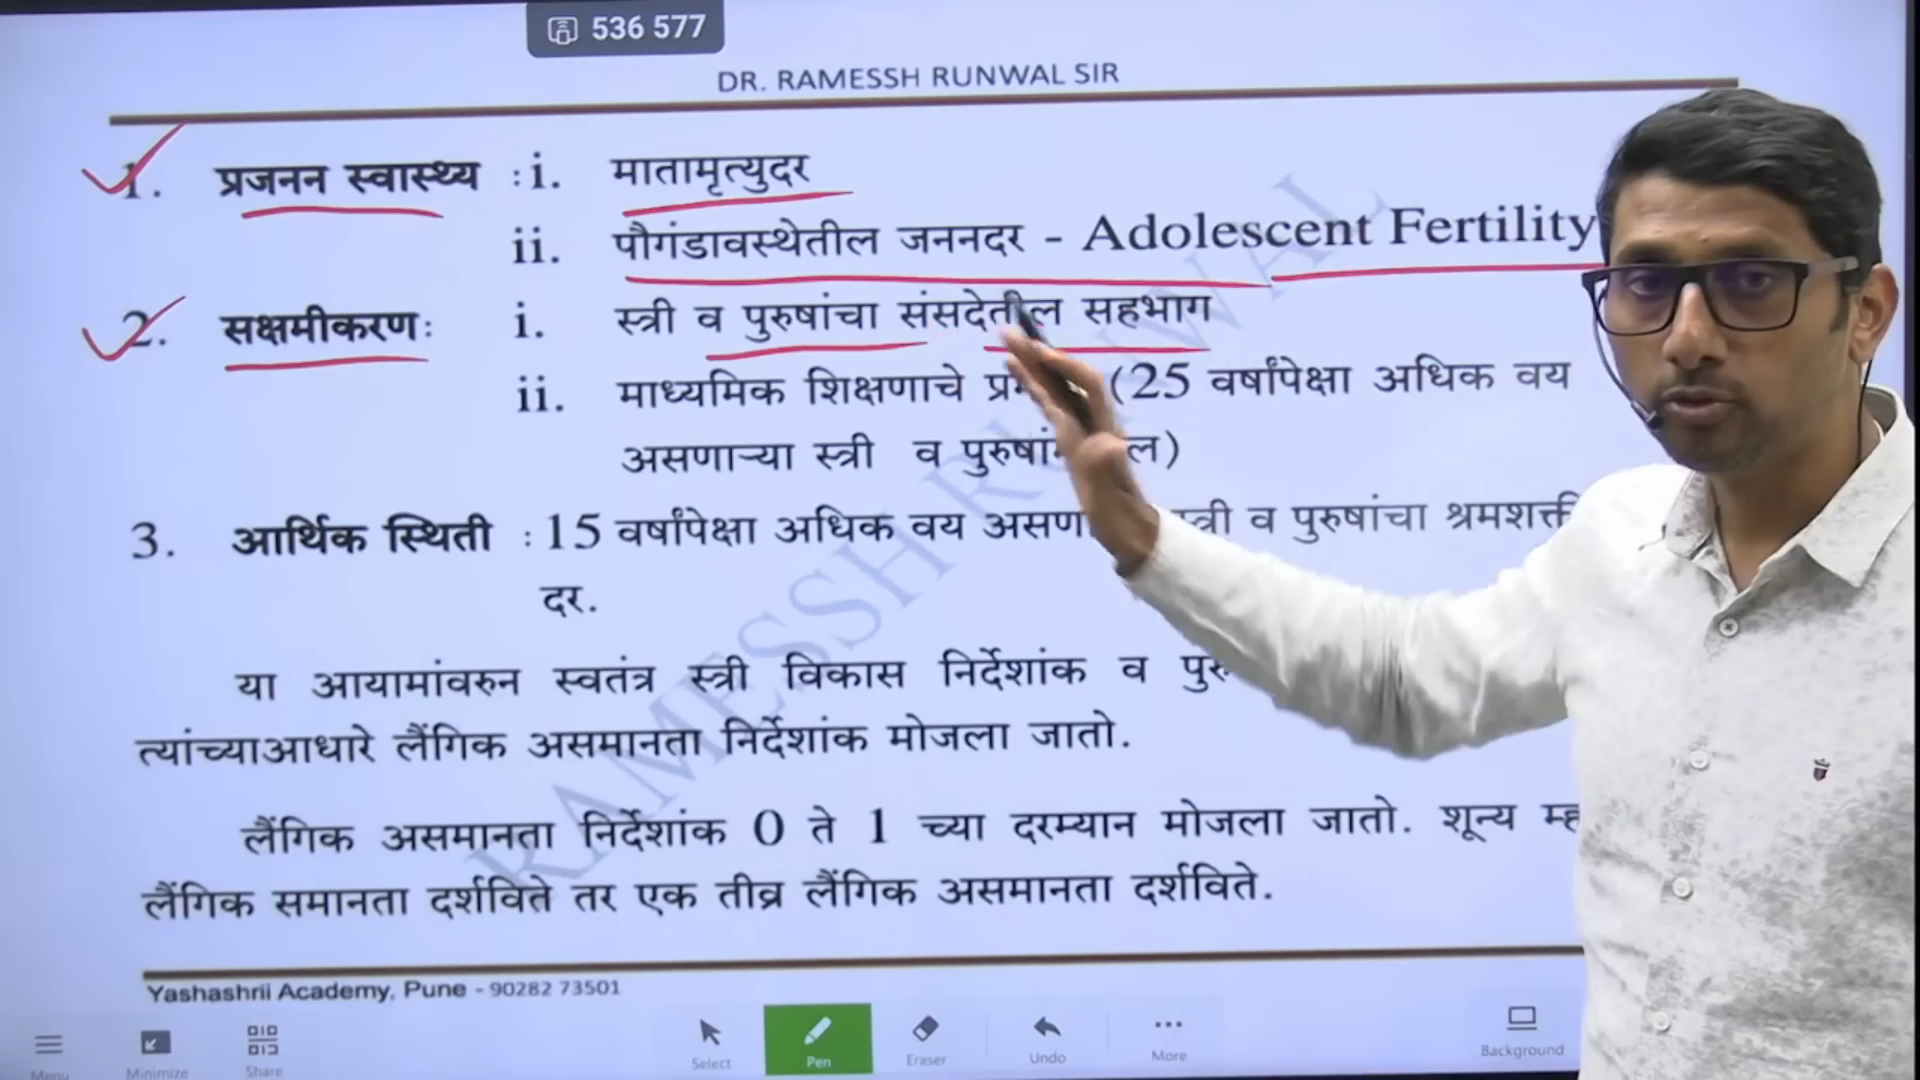 536 577
DR. RAMESSH RUNWAL SIR
1. प्रजनन स्वास्थ्य : i. मातामृत्युदर
ii. पौगंडावस्थेतील जननदर - Adolescent Fertility
2. सक्षमीकरण: i. स्त्री व पुरुषांचा संसदेतील सहभाग
ii. माध्यमिक शिक्षणाचे (25 वर्षांपेक्षा अधिक वय
असणाऱ्या स्त्री व
3. आर्थिक स्थिती : 15 वर्षांपेक्षा अधिक वय व पुरुषांचा श्रमशक्ती
दर.
या आयामांवरुन स्वतंत्र स्त्री विकास निर्देशांक व
त्यांच्याआधारे लैंगिक असमानता निर्देशांक मोजला जातो.
लैंगिक असमानता निर्देशांक 0 ते 1 च्या दरम्यान मोजला जातो. शून्य
लैंगिक समानता दर्शविते तर एक तीव्र लैंगिक असमानता दर्शविते.
RAMESSH RUNWAL
Yashashrii Academy, Pune - 90282 73501
Menu Minimize Share Select Pen Eraser Undo More Background